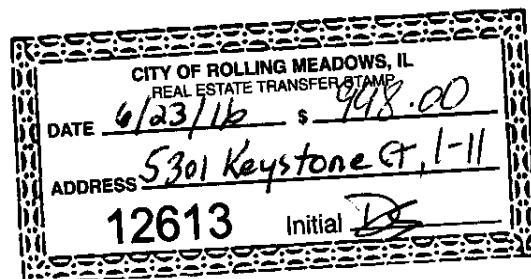 CITY OF ROLLING MEADOWS, IL
REAL ESTATE TRANSFER STAMP
DATE 6/23/16 $ 948.00
ADDRESS 5301 Keystone Ct, 1-11
12613 Initial DS